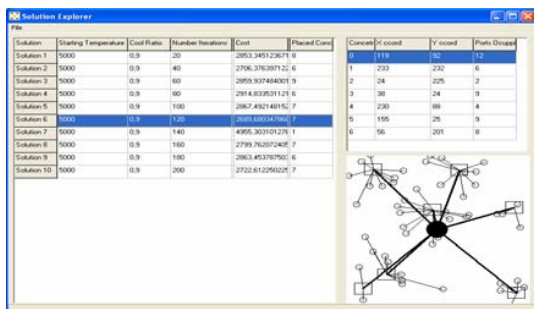 Solution Explorer
File
Solution Starting Temperature Cool Ratio Number Iterations Cost Placed Conc
Solution 1 5000 0,9 20 2853,345123671 8
Solution 2 5000 0,9 40 2706,376397122 6
Solution 3 5000 0,9 60 2859,937484001 9
Solution 4 5000 0,9 80 2914,833531121 6
Solution 5 5000 0,9 100 2867,492148152 7
Solution 6 5000 0,9 120 7
Solution 7 5000 0,9 140 4955,303101276 1
Solution 8 5000 0,9 160 2799,762072405 7
Solution 9 5000 0,9 180 2863,453787503 6
Solution 10 5000 0,9 200 2722,612250225 7
Concetr X coord Y coord Ports Ocuppi
0 119 92 12
1 233 232 6
2 24 225 2
3 38 24 9
4 230 88 4
5 155 25 9
6 56 201 8